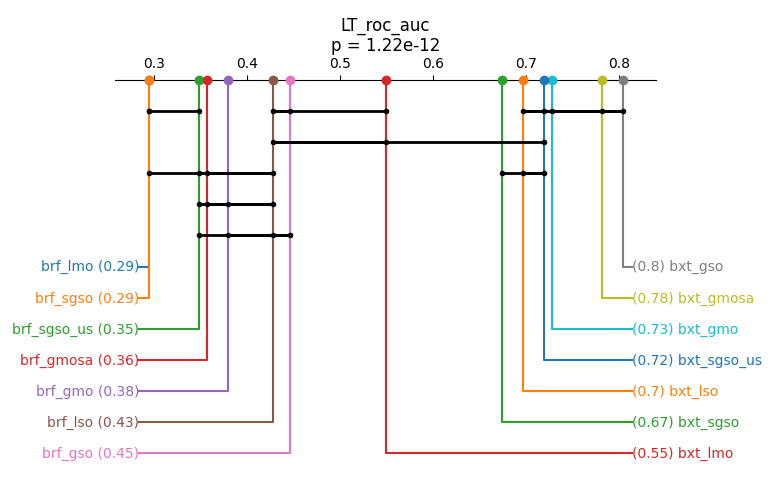 LT_roc_auc
p = 1.22e-12
0.3 0.4 0.5 0.6 0.7 0.8
brf_lmo (0.29) (0.8) bxt_gso
brf_sgso (0.29) (0.78) bxt_gmosa
brf_sgso_us (0.35) (0.73) bxt_gmo
brf_gmosa (0.36) (0.72) bxt_sgso_us
brf_gmo (0.38) (0.7) bxt_lso
brf_lso (0.43) (0.67) bxt_sgso
brf_gso (0.45) (0.55) bxt_lmo